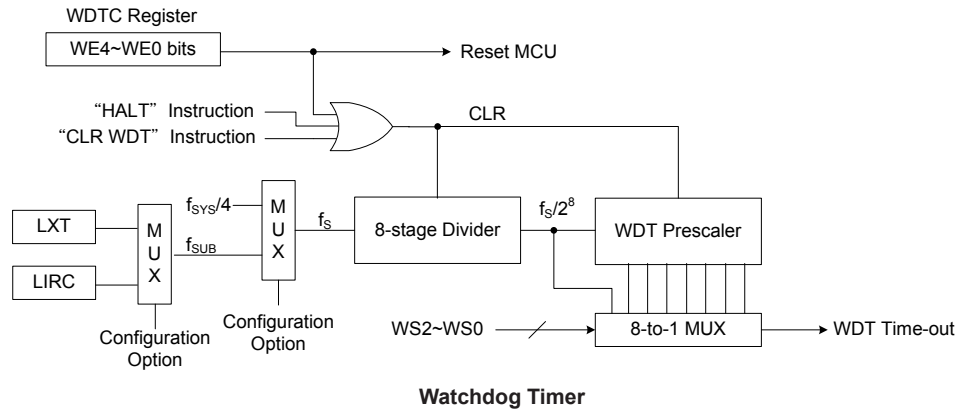 WDTC Register
WE4~WE0 bits
Reset MCU
“HALT” Instruction
“CLR WDT” Instruction
CLR
LXT
LIRC
M
U
X
fSUB
fSYS/4
M
U
X
fS
8-stage Divider
fS/2⁸
WDT Prescaler
Configuration
Option
Configuration
Option
WS2~WS0
8-to-1 MUX
WDT Time-out
Watchdog Timer